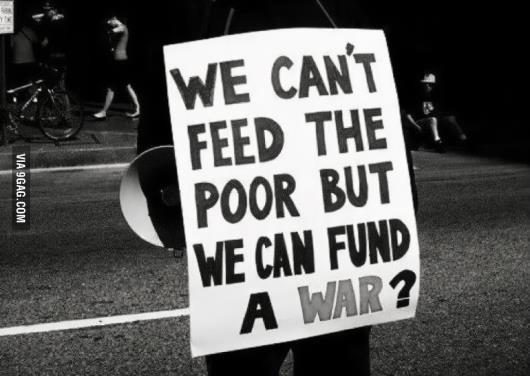 WE CAN'T
FEED THE
POOR BUT
WE CAN FUND
A WAR?
VIA 9GAG.COM